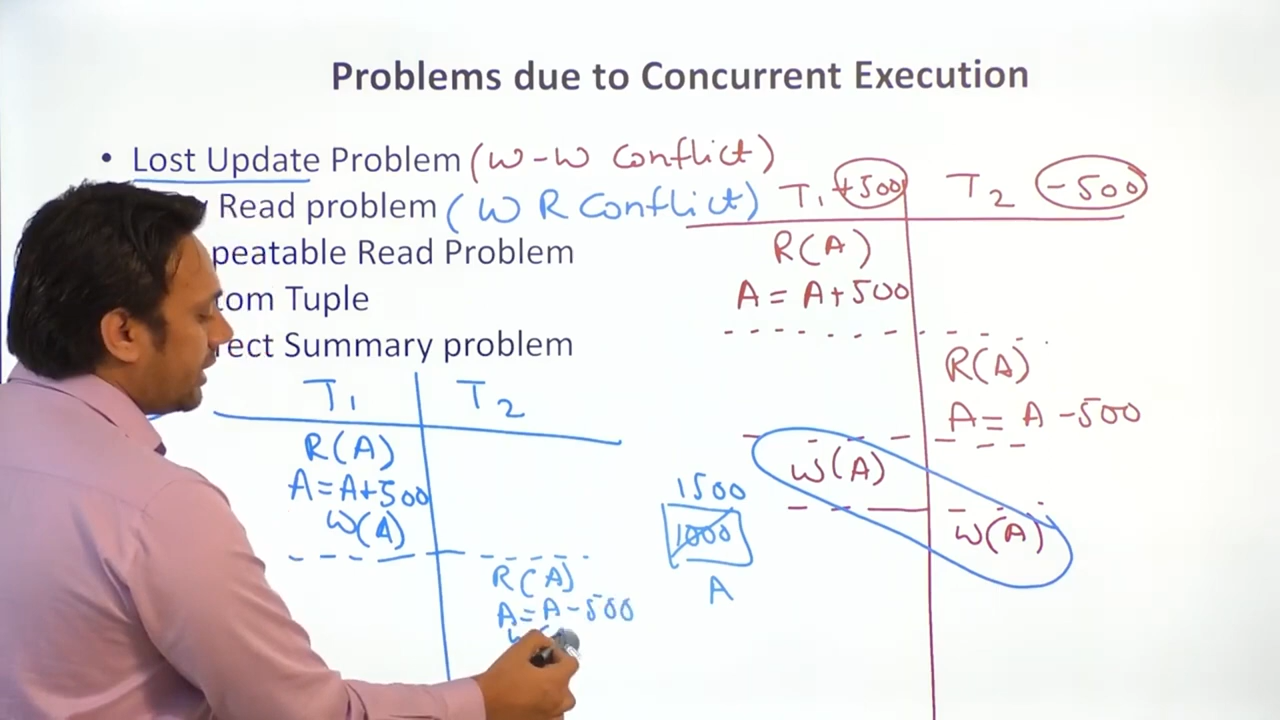 Problems due to Concurrent Execution
• Lost Update Problem (W-W Conflict)
Read problem (W R Conflict)
peatable Read Problem
tom Tuple
rect Summary problem
T1 +500 T2 -500
R(A)
A = A+500
R(A)
A = A -500
W(A)
W(A)
T1 T2
R(A)
A=A+500
W(A)
R(A)
A=A-500
1500
1000
A